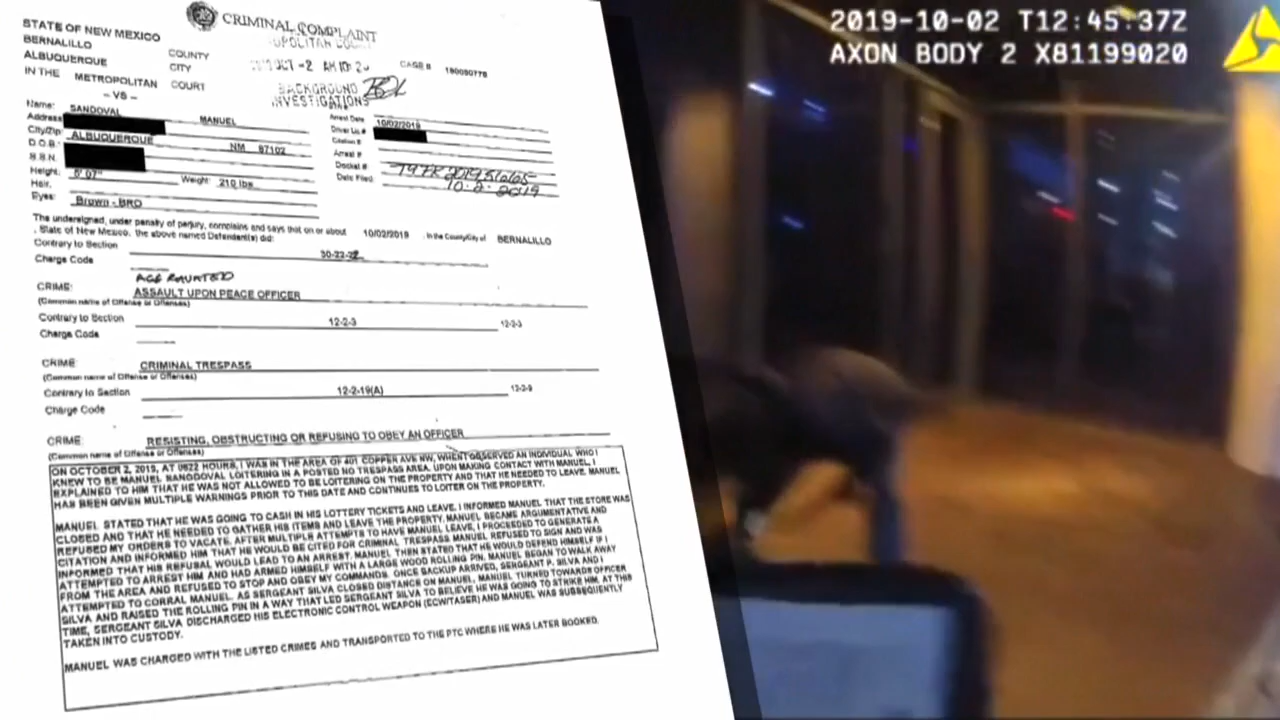 CRIMINAL COMPLAINT
STATE OF NEW MEXICO
BERNALILLO COUNTY
ALBUQUERQUE CITY
IN THE METROPOLITAN COURT
- VS -
OCT -2 AM 10:
CASE #
BACKGROUND
INVESTIGATIONS
Name: SANDOVAL MANUEL
Address
City/Zip: ALBUQUERQUE NM 87102
D.O.B.:
S.S.N.
Height: 5' 07" Weight: 210 lbs
Hair.
Eyes: Brown - BRO
Arrest Date 10/02/2019
Driver Lic.#
Citation #
Arrest #
Docket #:
Date Filed: 10-2-2019
The undersigned, under penalty of perjury, complains and says that on or about 10/02/2019 , in the County/City of BERNALILLO
, State of New Mexico, the above named Defendant(s) did:
Contrary to Section 30-22-22
Charge Code
AGGRAVATED
CRIME: ASSAULT UPON PEACE OFFICER
(Common name of Offense or Offenses)
Contrary to Section 12-2-3 12-2-3
Charge Code
CRIME: CRIMINAL TRESPASS
(Common name of Offense or Offenses)
Contrary to Section 12-2-19(A)
Charge Code
CRIME: RESISTING, OBSTRUCTING OR REFUSING TO OBEY AN OFFICER
(Common name of Offense or Offenses)
ON OCTOBER 2, 2019, AT 0622 HOURS, I WAS IN THE AREA OF 401 COPPER AVE NW, WHEN I OBSERVED AN INDIVIDUAL WHO I
KNEW TO BE MANUEL SANDOVAL LOITERING IN A POSTED NO TRESPASS AREA. UPON MAKING CONTACT WITH MANUEL, I
EXPLAINED TO HIM THAT HE WAS NOT ALLOWED TO BE LOITERING ON THE PROPERTY AND THAT HE NEEDED TO LEAVE. MANUEL
HAS BEEN GIVEN MULTIPLE WARNINGS PRIOR TO THIS DATE AND CONTINUES TO LOITER ON THE PROPERTY.
MANUEL STATED THAT HE WAS GOING TO CASH IN HIS LOTTERY TICKETS AND LEAVE. I INFORMED MANUEL THAT THE STORE WAS
CLOSED AND THAT HE NEEDED TO GATHER HIS ITEMS AND LEAVE THE PROPERTY. MANUEL BECAME ARGUMENTATIVE AND
REFUSED MY ORDERS TO VACATE. AFTER MULTIPLE ATTEMPTS TO HAVE MANUEL LEAVE, I PROCEEDED TO GENERATE A
CITATION AND INFORMED HIM THAT HE WOULD BE CITED FOR CRIMINAL TRESPASS MANUEL REFUSED TO SIGN AND WAS
INFORMED THAT HIS REFUSAL WOULD LEAD TO AN ARREST. MANUEL THEN STATED THAT HE WOULD DEFEND HIMSELF IF I
ATTEMPTED TO ARREST HIM AND HAD ARMED HIMSELF WITH A LARGE WOOD ROLLING PIN. MANUEL BEGAN TO WALK AWAY
FROM THE AREA AND REFUSED TO STOP AND OBEY MY COMMANDS. ONCE BACKUP ARRIVED, SERGEANT P. SILVA AND I
ATTEMPTED TO CORRAL MANUEL. AS SERGEANT SILVA CLOSED DISTANCE ON MANUEL, MANUEL TURNED TOWARDS OFFICER
SILVA AND RAISED THE ROLLING PIN IN A WAY THAT LED SERGEANT SILVA TO BELIEVE HE WAS GOING TO STRIKE HIM. AT THIS
TIME, SERGEANT SILVA DISCHARGED HIS ELECTRONIC CONTROL WEAPON (ECW/TASER) AND MANUEL WAS SUBSEQUENTLY
TAKEN INTO CUSTODY.
MANUEL WAS CHARGED WITH THE LISTED CRIMES AND TRANSPORTED TO THE PTC WHERE HE WAS LATER BOOKED.
2019-10-02 T12:45:37Z
AXON BODY 2 X81199020